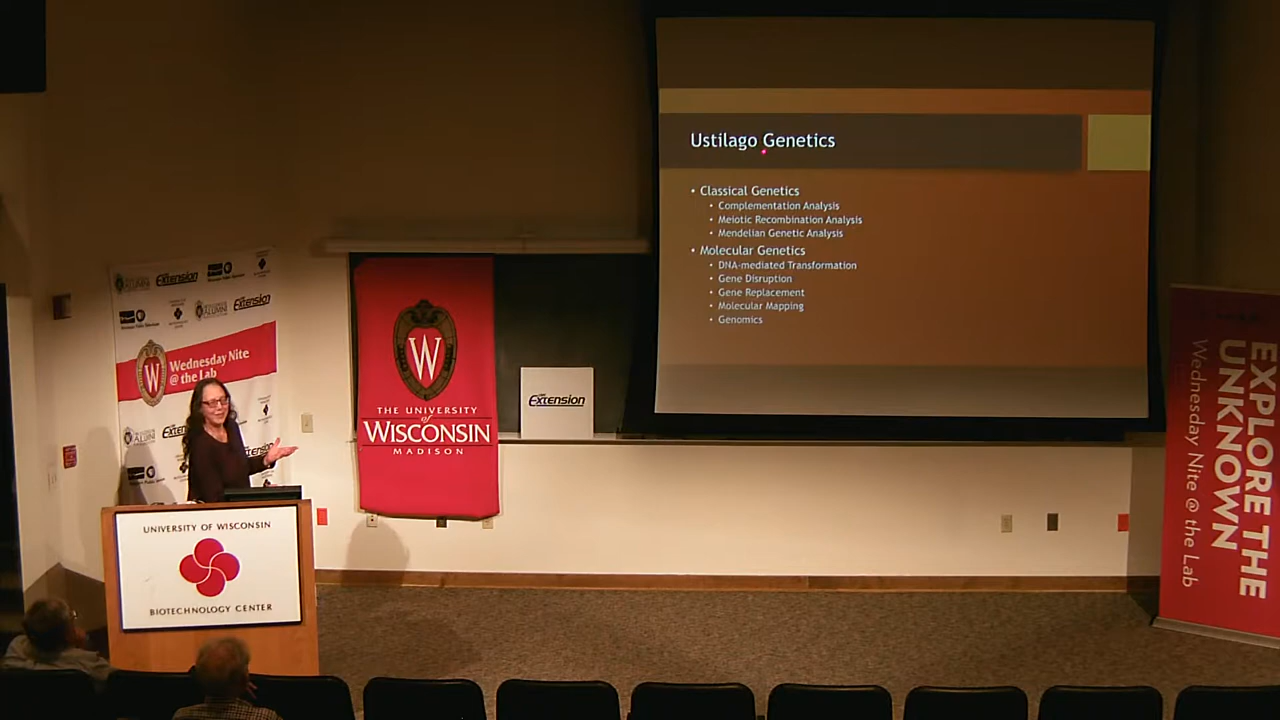 Ustilago Genetics
• Classical Genetics
• Complementation Analysis
• Meiotic Recombination Analysis
• Mendelian Genetic Analysis
• Molecular Genetics
• DNA-mediated Transformation
• Gene Disruption
• Gene Replacement
• Molecular Mapping
• Genomics
Extension
Extension
W
Wednesday Nite
@ the Lab
W
THE UNIVERSITY
of
WISCONSIN
MADISON
Extension
UNIVERSITY OF WISCONSIN
BIOTECHNOLOGY CENTER
EXPLORE THE
UNKNOWN
Wednesday Nite @ the Lab